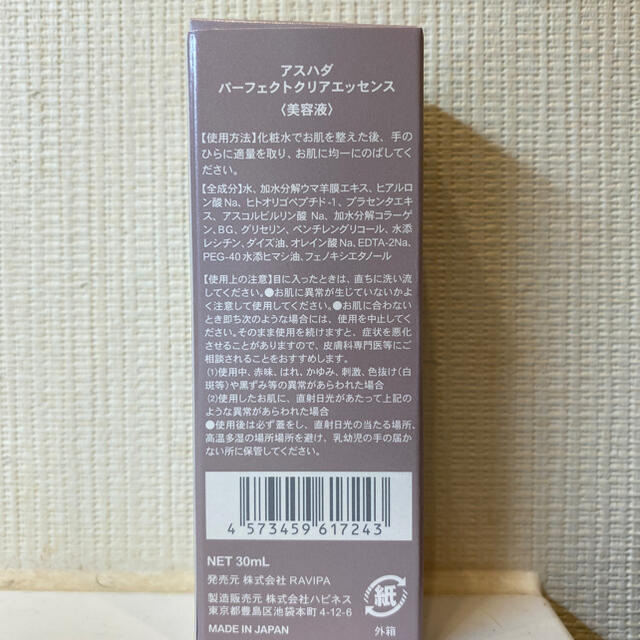 アスハダ
パーフェクトクリアエッセンス
〈美容液〉
【使用方法】化粧水でお肌を整えた後、手の
ひらに適量を取り、お肌に均一にのばしてく
ださい。
【全成分】水、加水分解ウマ羊膜エキス、ヒアルロ
ン酸Na、ヒトオリゴペプチド-1、プラセンタエキ
ス、アスコルビルリン酸 Na、加水分解コラーゲ
ン、BG、グリセリン、ペンチレングリコール、水添
レシチン、ダイズ油、オレイン酸Na、EDTA-2Na、
PEG-40水添ヒマシ油、フェノキシエタノール
【使用上の注意】目に入ったときは、直ちに洗い流
してください。●お肌に異常が生じていないかよ
く注意して使用してください。●お肌に合わない
とき即ち次のような場合には、使用を中止してく
ださい。そのまま使用を続けますと、症状を悪化
させることがありますので、皮膚科専門医等にご
相談されることをおすすめします。
(1)使用中、赤味、はれ、かゆみ、刺激、色抜け(白
斑等)や黒ずみ等の異常があらわれた場合
(2)使用したお肌に、直射日光があたって上記の
ような異常があらわれた場合
●使用後は必ず蓋をし、直射日光の当たる場所、
高温多湿の場所場所を避け、乳幼児の手の届か
ない所に保管してください。
4 573459 617243
NET 30mL
発売元 株式会社 RAVIPA
製造販売元 株式会社ハピネス
東京都豊島区池袋本町 4-12-6
MADE IN JAPAN
紙
外箱